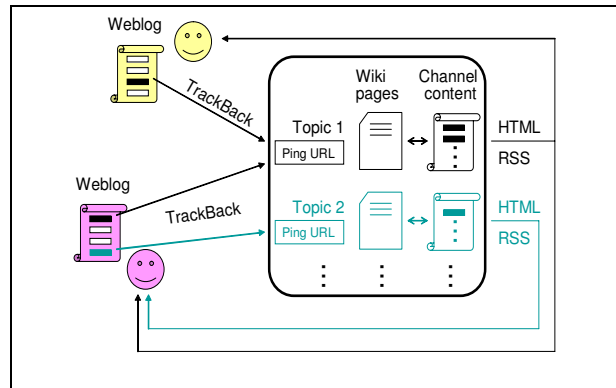 Weblog
TrackBack
Wiki
pages
Channel
content
Topic 1
Ping URL
HTML
RSS
Weblog
TrackBack
Topic 2
Ping URL
HTML
RSS